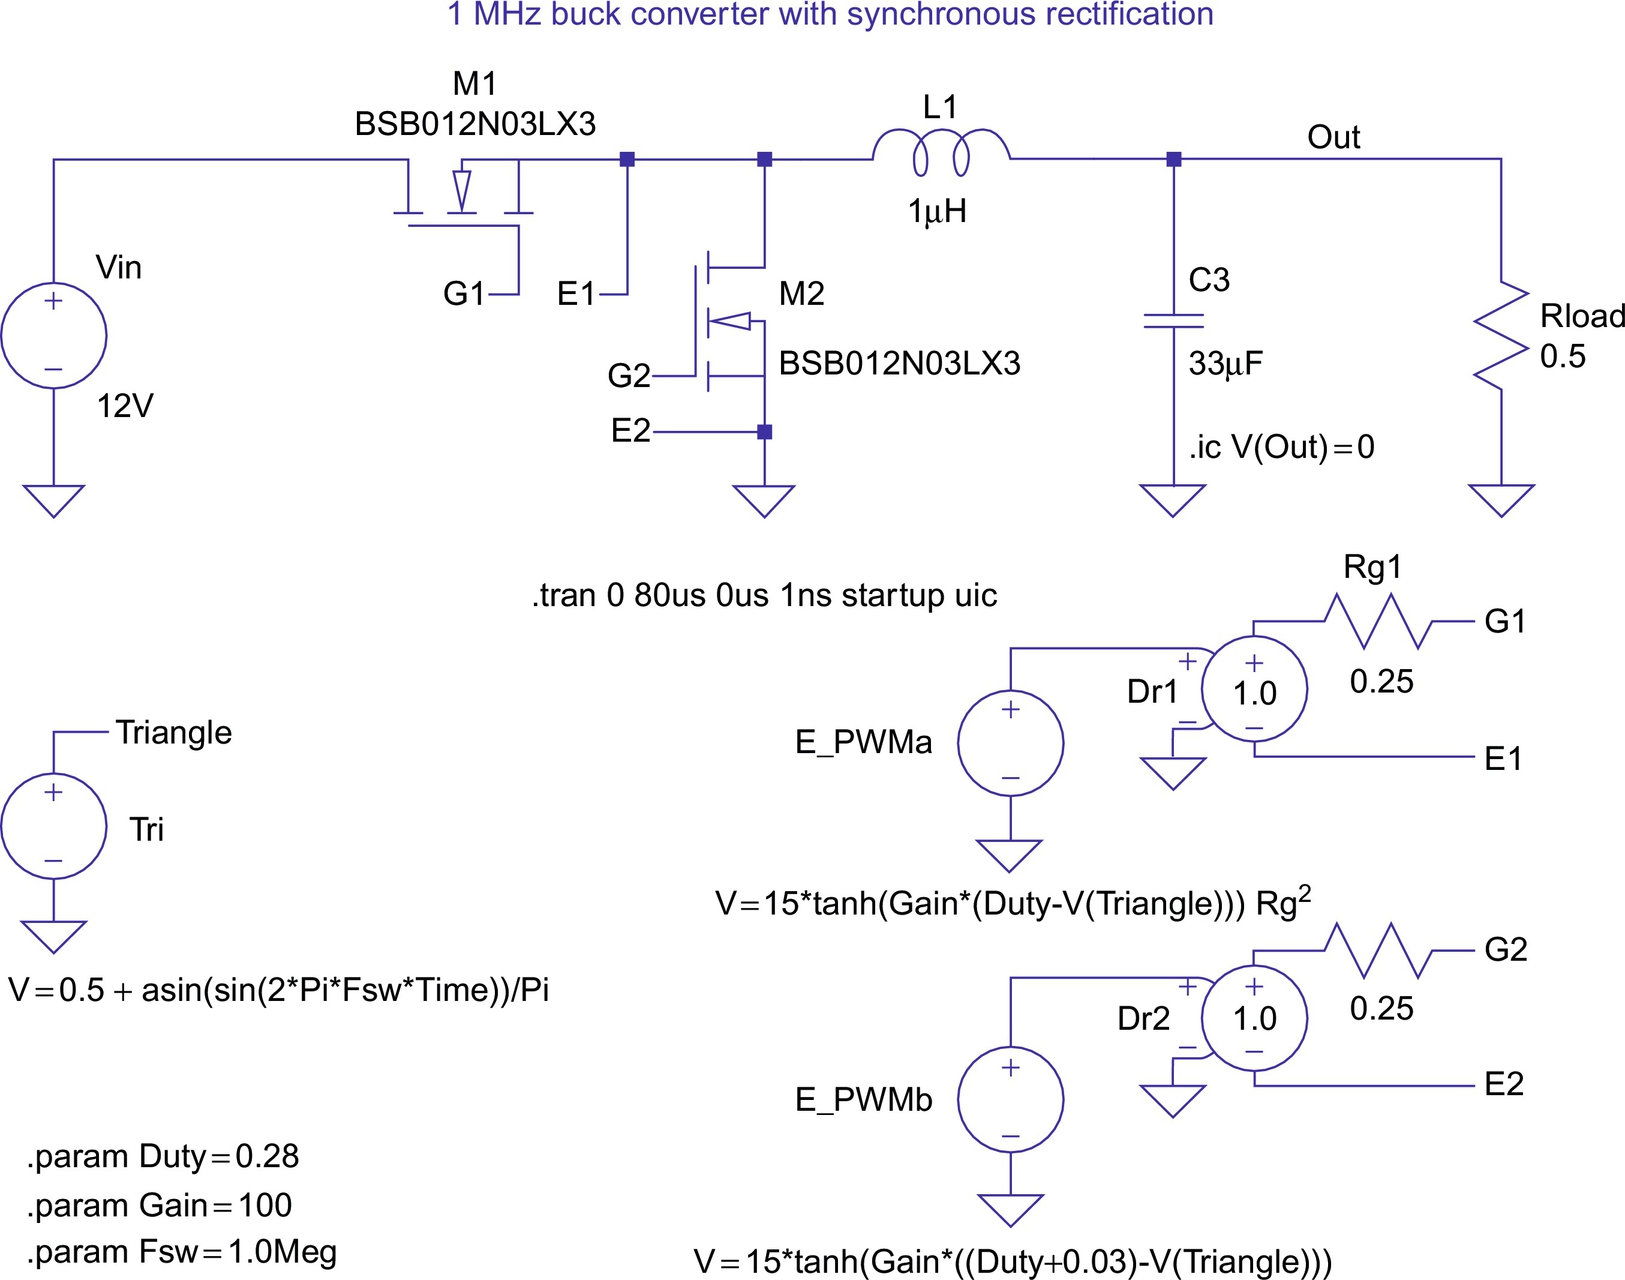 1 MHz buck converter with synchronous rectification
M1
BSB012N03LX3
L1
Out
1µH
Vin
+
−
12V
G1
E1
M2
BSB012N03LX3
G2
E2
C3
33µF
.ic V(Out)=0
Rload
0.5
.tran 0 80us 0us 1ns startup uic
Rg1
G1
0.25
+
Dr1
−
+
1.0
−
E_PWMa
+
−
E1
Triangle
+
Tri
−
V=15*tanh(Gain*(Duty-V(Triangle))) Rg²
V=0.5 + asin(sin(2*Pi*Fsw*Time))/Pi
G2
0.25
+
Dr2
−
+
1.0
−
E_PWMb
+
−
E2
.param Duty=0.28
.param Gain=100
.param Fsw=1.0Meg
V=15*tanh(Gain*((Duty+0.03)-V(Triangle)))